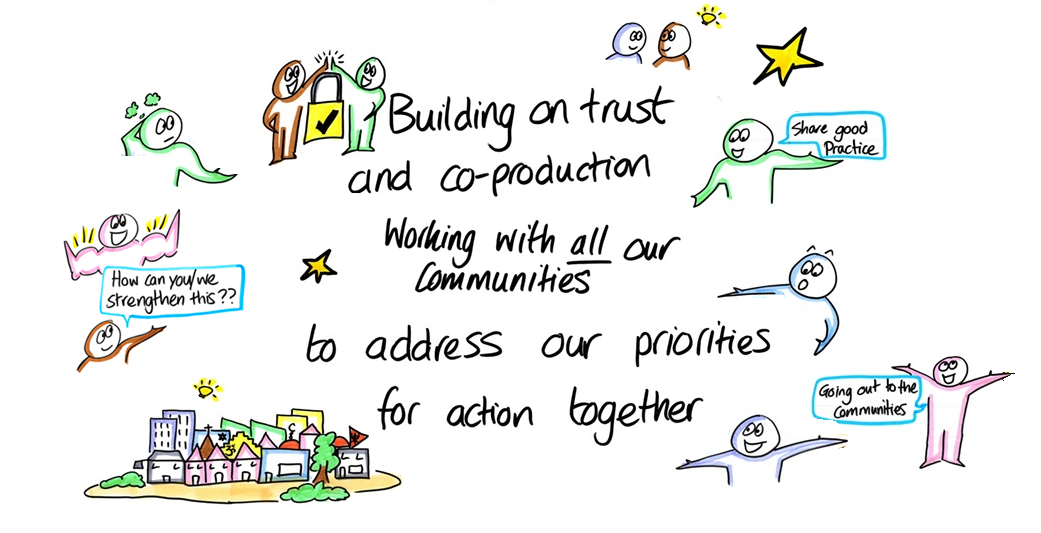 Building on trust
and co-production
Working with all our
Communities
to address our priorities
for action together
Share good
Practice
How can you/we
strengthen this??
Going out to the
Communities